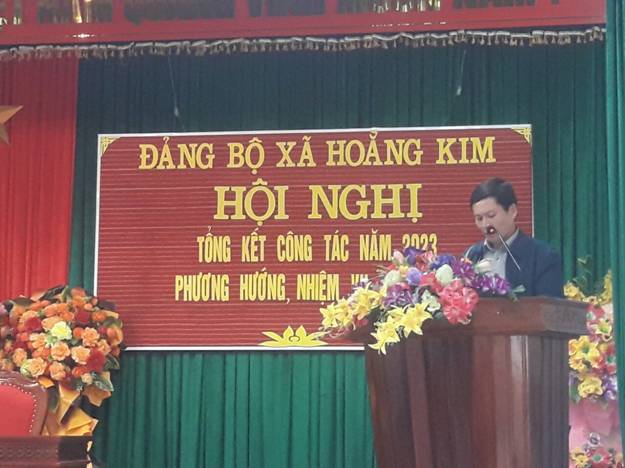 ĐẢNG BỘ XÃ HOẰNG KIM
HỘI NGHỊ
TỔNG KẾT CÔNG TÁC NĂM 2023
PHƯƠNG HƯỚNG, NHIỆM